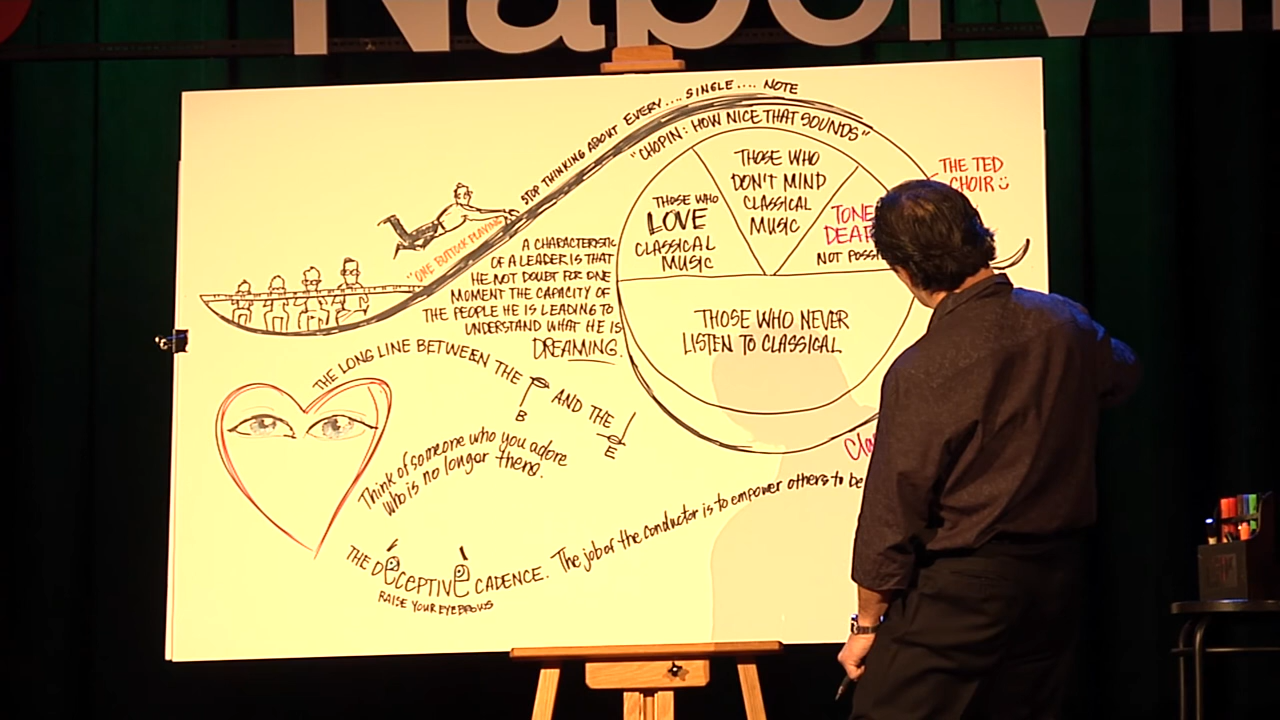 STOP THINKING ABOUT EVERY .... SINGLE .... NOTE
"CHOPIN: HOW NICE THAT SOUNDS"
THOSE WHO
LOVE
CLASSICAL
MUSIC
THOSE WHO
DON'T MIND
CLASSICAL
MUSIC
TONE
DEAF
NOT
THE TED
CHOIR
THOSE WHO NEVER
LISTEN TO CLASSICAL
"ONE BUTTOCK PLAYING"
A CHARACTERISTIC
OF A LEADER IS THAT
HE NOT DOUBT FOR ONE
MOMENT THE CAPACITY OF
THE PEOPLE HE IS LEADING TO
UNDERSTAND WHAT HE IS
DREAMING.
THE LONG LINE BETWEEN THE B AND THE E
Think of someone who you adore
who is no longer there.
THE DECEPTIVE CADENCE.
RAISE YOUR EYEBROWS
The job of the conductor is to empower others to be